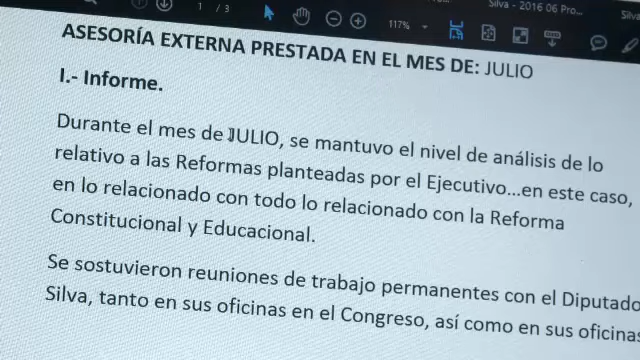 1 / 3
117%
Silva - 2016 06 Pro...
Silva
ASESORÍA EXTERNA PRESTADA EN EL MES DE: JULIO
I.- Informe.
Durante el mes de JULIO, se mantuvo el nivel de análisis de lo
relativo a las Reformas planteadas por el Ejecutivo...en este caso,
en lo relacionado con todo lo relacionado con la Reforma
Constitucional y Educacional.
Se sostuvieron reuniones de trabajo permanentes con el Diputado
Silva, tanto en sus oficinas en el Congreso, así como en sus oficinas